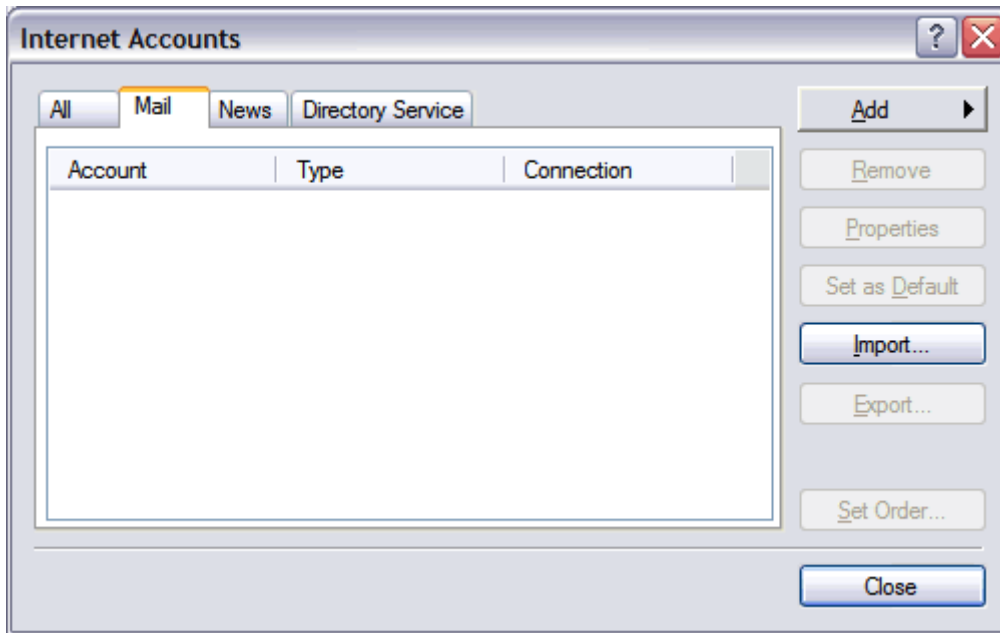 Internet Accounts
?
All Mail News Directory Service
Account Type Connection
Add
Remove
Properties
Set as Default
Import...
Export...
Set Order...
Close